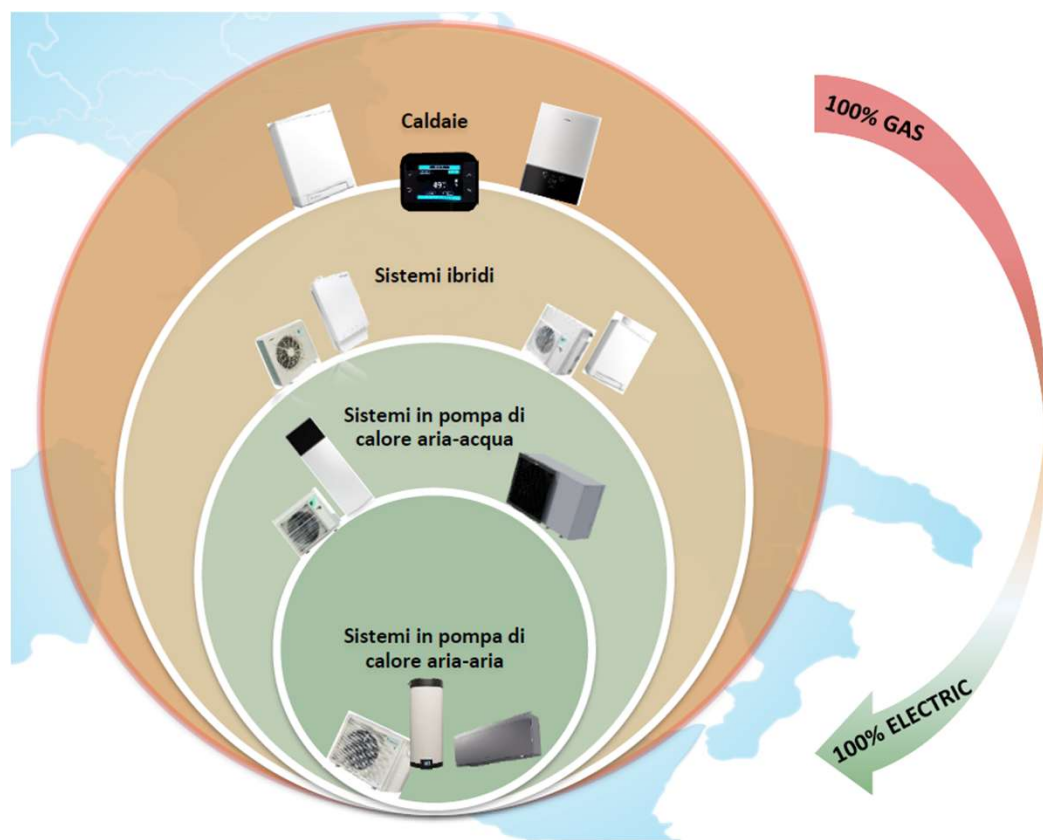 Caldaie
100% GAS
Sistemi ibridi
Sistemi in pompa di
calore aria-acqua
Sistemi in pompa di
calore aria-aria
100% ELECTRIC